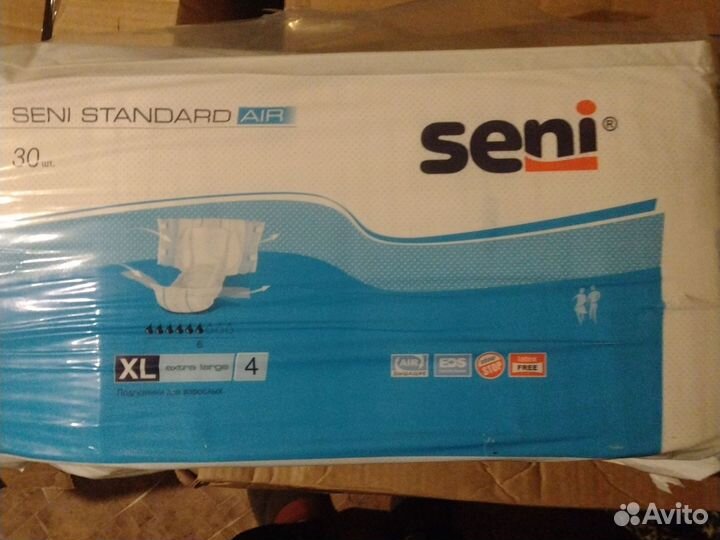 SENI STANDARD AIR
30 шт.
seni®
6
XL extra large 4
Подгузники для взрослых
AIR
EDS
STOP
latex
FREE
Avito